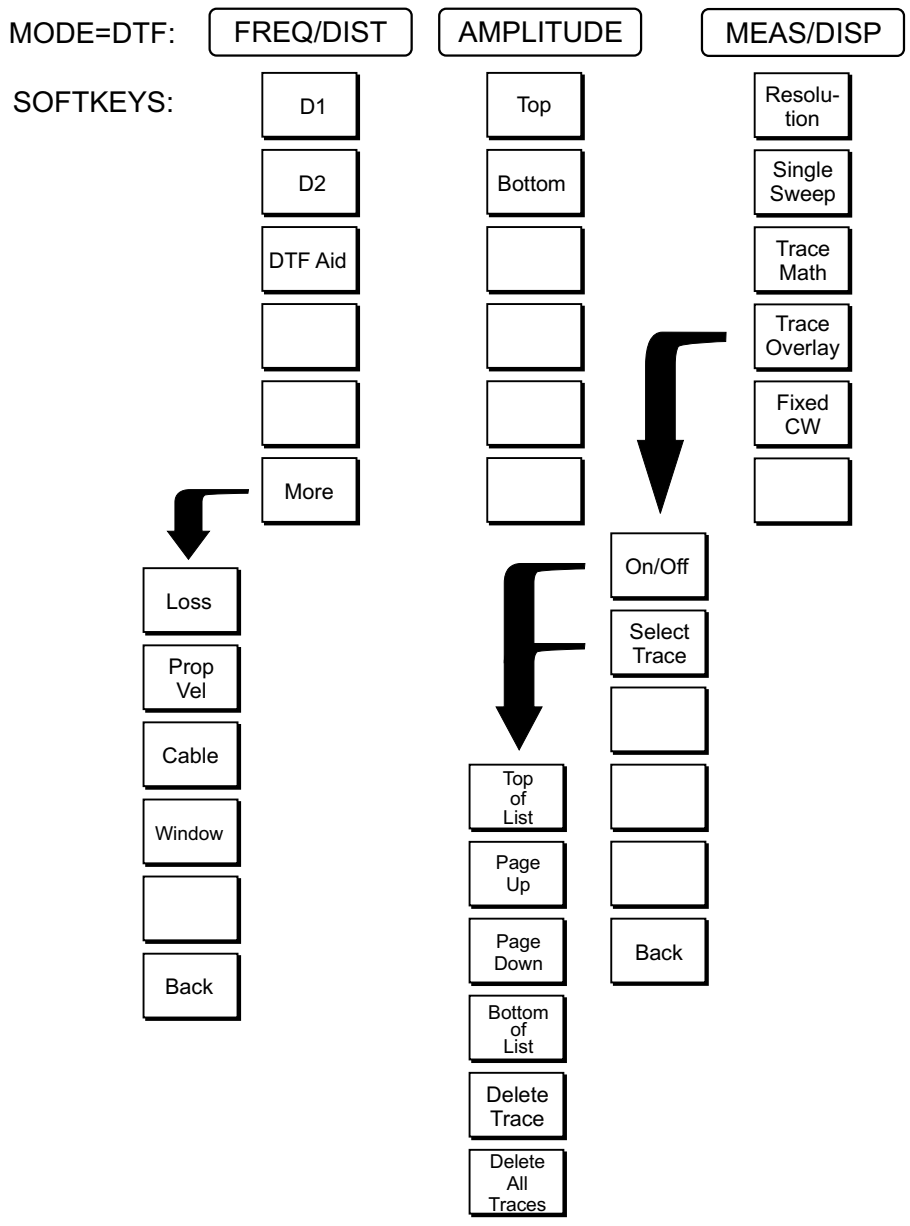 MODE=DTF:
FREQ/DIST
AMPLITUDE
MEAS/DISP
SOFTKEYS:
D1
D2
DTF Aid
More
Loss
Prop
Vel
Cable
Window
Back
Top
Bottom
Resolu-
tion
Single
Sweep
Trace
Math
Trace
Overlay
Fixed
CW
On/Off
Select
Trace
Back
Top
of
List
Page
Up
Page
Down
Bottom
of
List
Delete
Trace
Delete
All
Traces